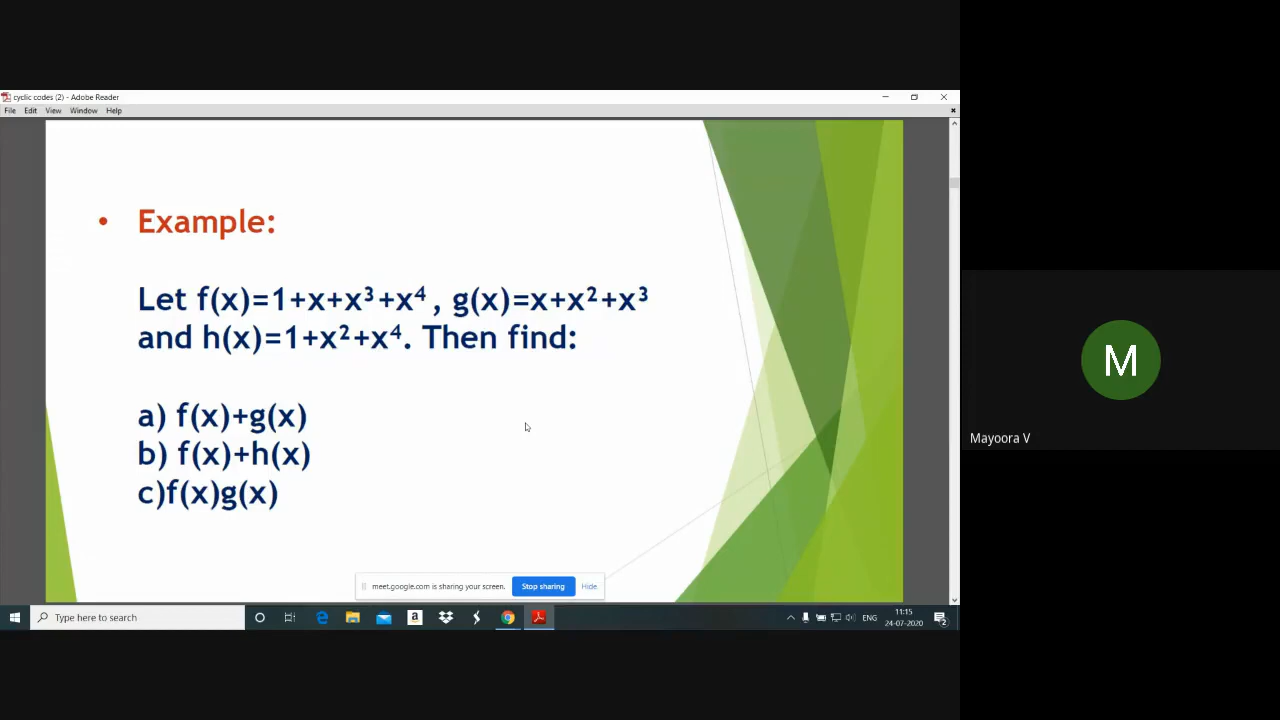 cyclic codes (2) - Adobe Reader
File Edit View Window Help
• Example:
Let f(x)=1+x+x³+x⁴ , g(x)=x+x²+x³
and h(x)=1+x²+x⁴. Then find:
a) f(x)+g(x)
b) f(x)+h(x)
c)f(x)g(x)
meet.google.com is sharing your screen. Stop sharing Hide
Type here to search
ENG
11:15
24-07-2020
2
M
Mayoora V